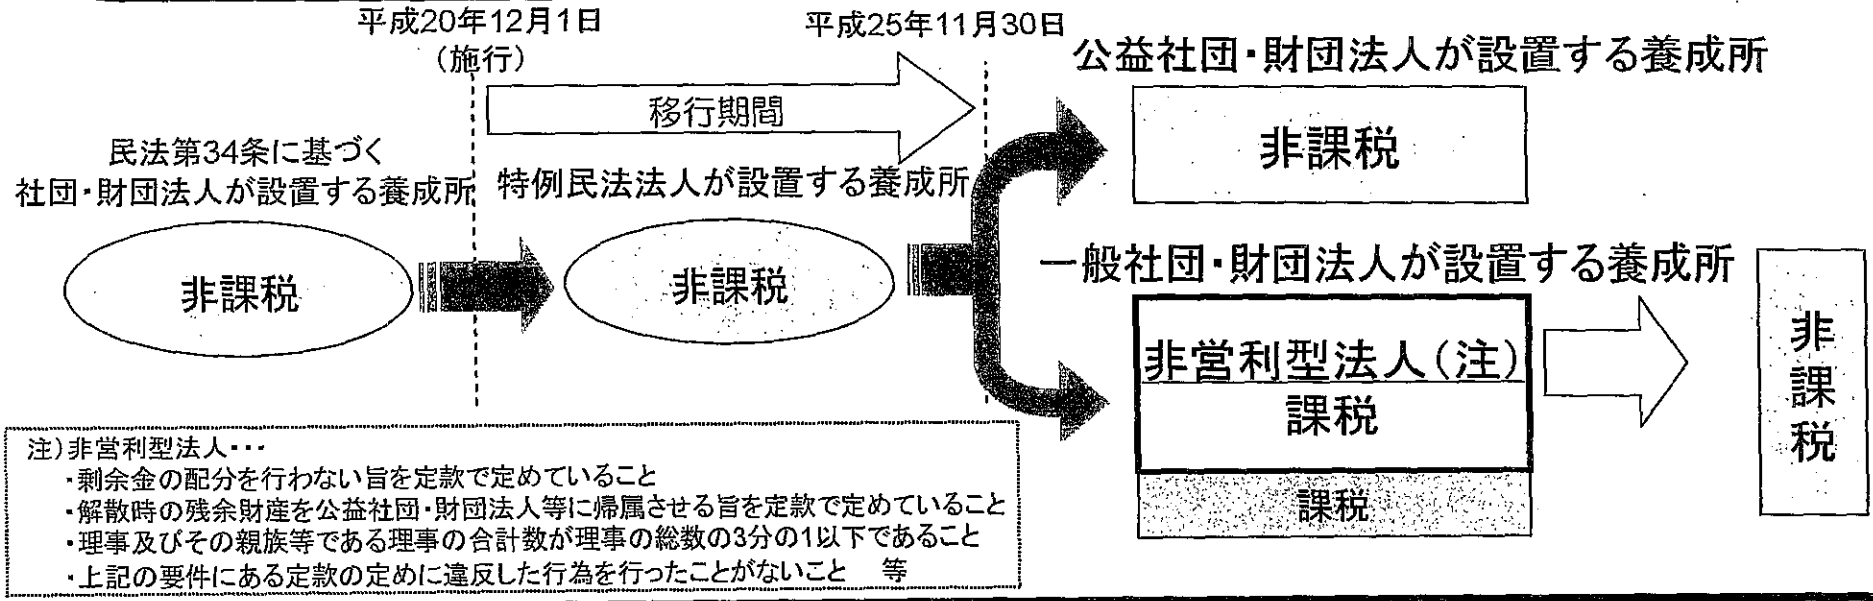 平成20年12月1日
(施行)
平成25年11月30日
移行期間
民法第34条に基づく
社団・財団法人が設置する養成所
非課税
特例民法法人が設置する養成所
非課税
公益社団・財団法人が設置する養成所
非課税
一般社団・財団法人が設置する養成所
非営利型法人(注)
課税
課税
非課税
注)非営利型法人・・・
・剰余金の配分を行わない旨を定款で定めていること
・解散時の残余財産を公益社団・財団法人等に帰属させる旨を定款で定めていること
・理事及びその親族等である理事の合計数が理事の総数の3分の1以下であること
・上記の要件にある定款の定めに違反した行為を行ったことがないこと 等